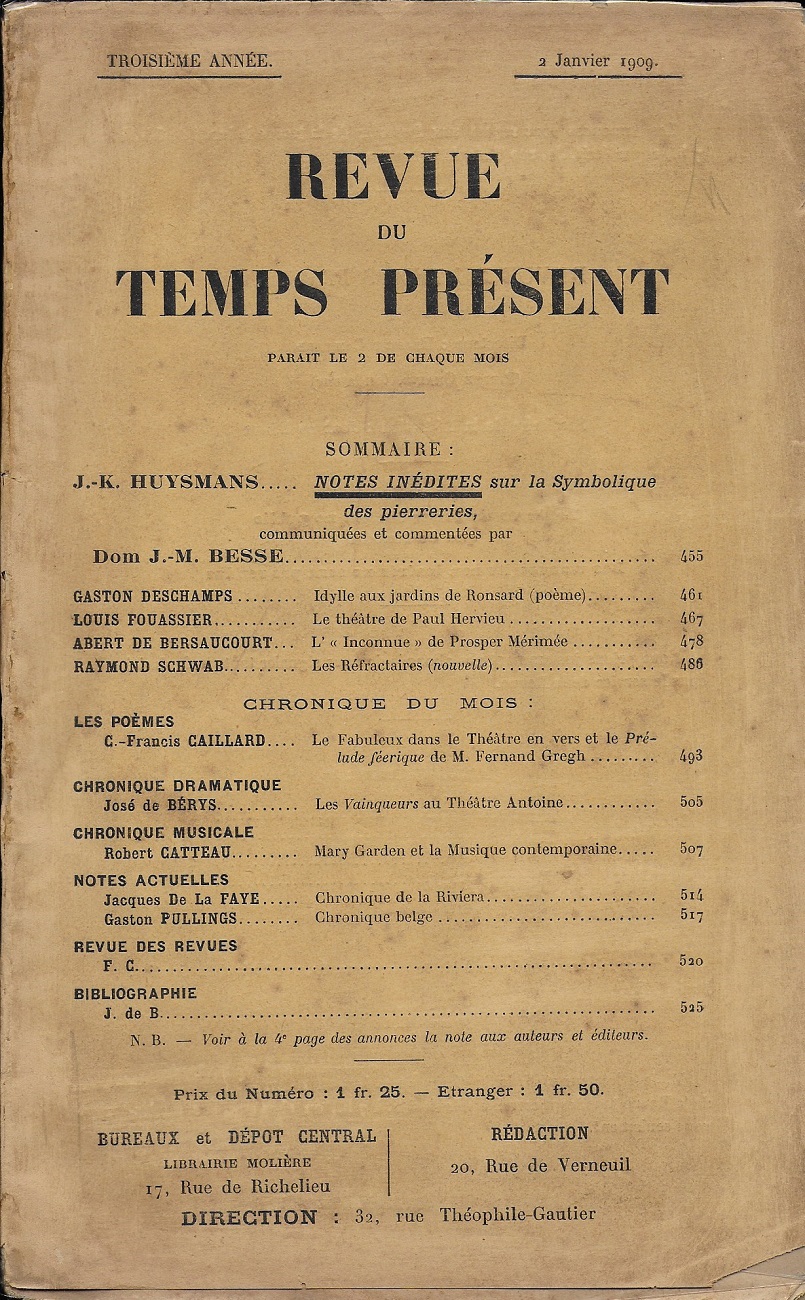 TROISIÈME ANNÉE.
2 Janvier 1909.
REVUE
DU
TEMPS PRÉSENT
PARAIT LE 2 DE CHAQUE MOIS
SOMMAIRE :
J.-K. HUYSMANS..... NOTES INÉDITES sur la Symbolique
des pierreries,
communiquées et commentées par
Dom J.-M. BESSE............................................... 455
GASTON DESCHAMPS........ Idylle aux jardins de Ronsard (poème)......... 461
LOUIS FOUASSIER........... Le théâtre de Paul Hervieu................... 467
ABERT DE BERSAUCOURT... L' « Inconnue » de Prosper Mérimée........... 478
RAYMOND SCHWAB.......... Les Réfractaires (nouvelle)...................... 486
CHRONIQUE DU MOIS :
LES POÈMES
C.-Francis CAILLARD.... Le Fabuleux dans le Théâtre en vers et le Pré-
lude féerique de M. Fernand Gregh......... 493
CHRONIQUE DRAMATIQUE
José de BÉRYS........... Les Vainqueurs au Théâtre Antoine............ 505
CHRONIQUE MUSICALE
Robert CATTEAU......... Mary Garden et la Musique contemporaine..... 507
NOTES ACTUELLES
Jacques De La FAYE..... Chronique de la Riviera....................... 514
Gaston PULLINGS........ Chronique belge............................. 517
REVUE DES REVUES
F. C................................................................ 520
BIBLIOGRAPHIE
J. de B............................................................. 525
N. B. — Voir à la 4e page des annonces la note aux auteurs et éditeurs.
Prix du Numéro : 1 fr. 25. — Etranger : 1 fr. 50.
BUREAUX et DÉPOT CENTRAL
LIBRAIRIE MOLIÈRE
17, Rue de Richelieu
RÉDACTION
20, Rue de Verneuil
DIRECTION : 32, rue Théophile-Gautier